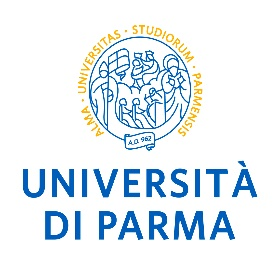 ALMA · UNIVERSITAS · STUDIORUM · PARMENSIS
A.D. 962
UNIVERSITÀ
DI PARMA